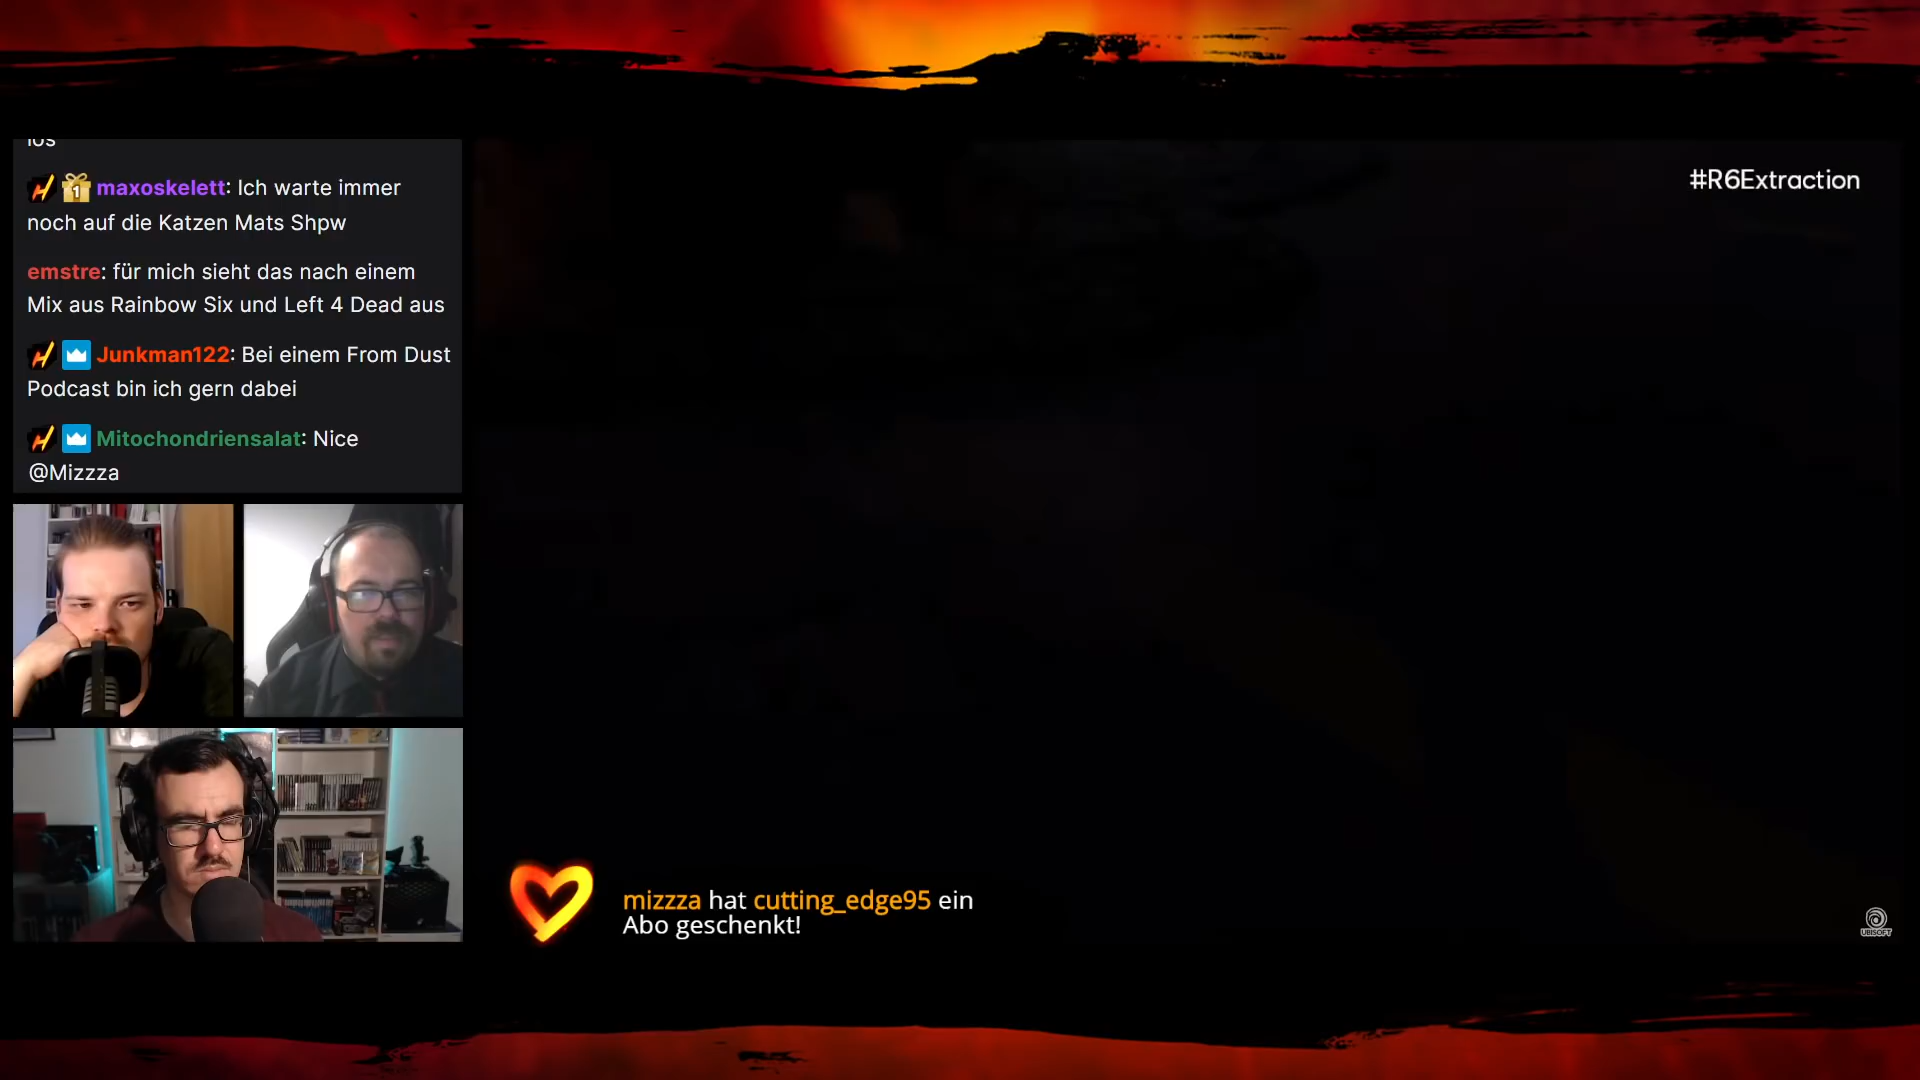 los
maxoskelett: Ich warte immer
noch auf die Katzen Mats Shpw
emstre: für mich sieht das nach einem
Mix aus Rainbow Six und Left 4 Dead aus
Junkman122: Bei einem From Dust
Podcast bin ich gern dabei
Mitochondriensalat: Nice
@Mizzza
#R6Extraction
mizzza hat cutting_edge95 ein
Abo geschenkt!
UBISOFT